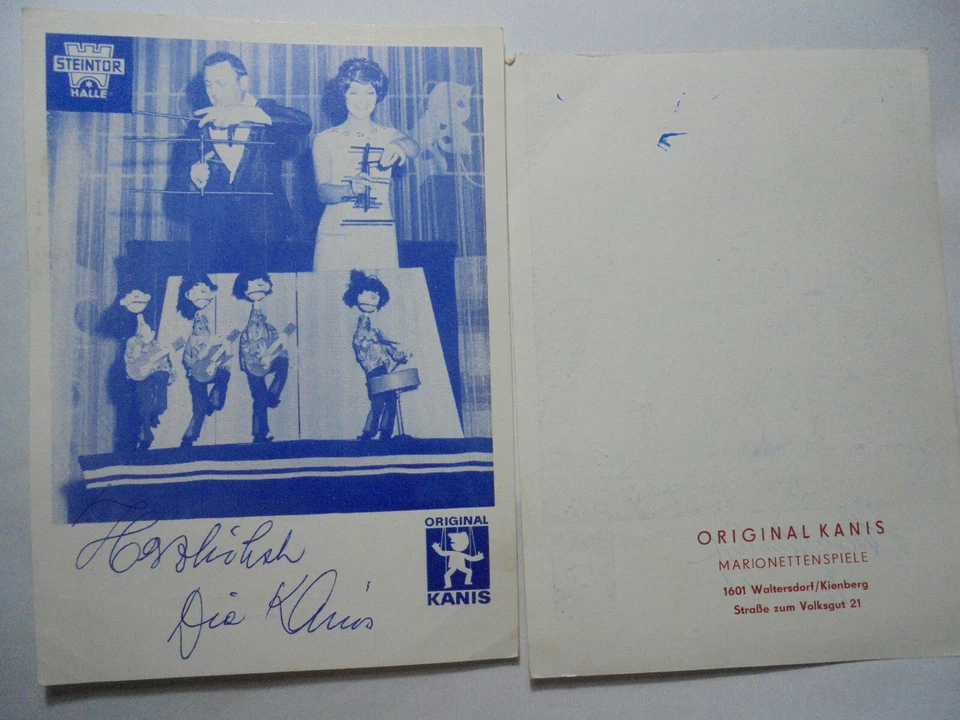 STEINTOR
HALLE
Herzlichst
Die Kanis
ORIGINAL
KANIS
ORIGINAL KANIS
MARIONETTENSPIELE
1601 Waltersdorf/Kienberg
Straße zum Volksgut 21